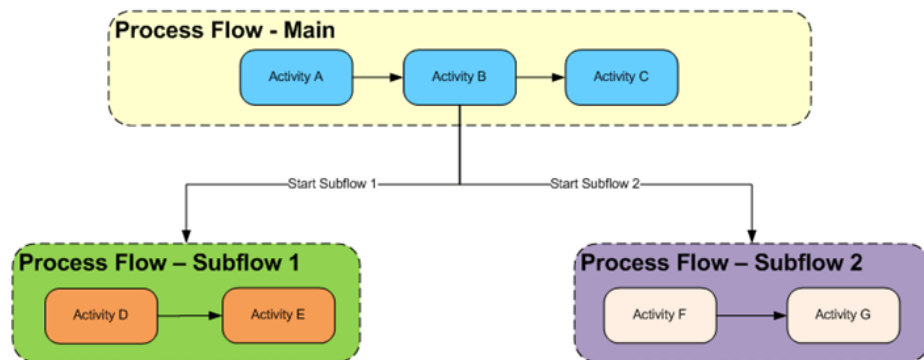 Process Flow - Main
Activity A
Activity B
Activity C
Start Subflow 1
Start Subflow 2
Process Flow – Subflow 1
Process Flow – Subflow 2
Activity D
Activity E
Activity F
Activity G